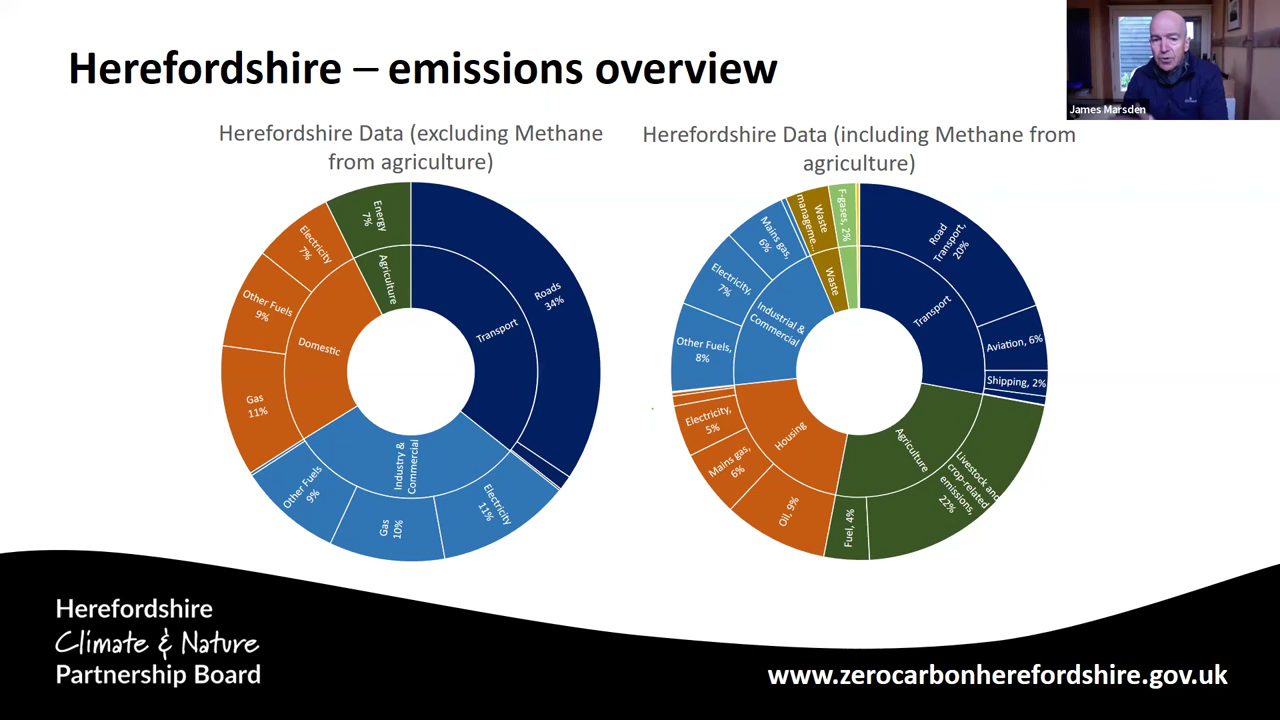 Herefordshire – emissions overview
James Marsden
Herefordshire Data (excluding Methane
from agriculture)
Roads
34%
Transport
Electricity
11%
Gas
10%
Other Fuels
9%
Industry &
Commercial
Gas
11%
Other Fuels
9%
Electricity
7%
Domestic
Energy
7%
Agriculture
Herefordshire Data (including Methane from
agriculture)
Road
Transport,
20%
Aviation, 6%
Shipping, 2%
Transport
Livestock and
crop-related
emissions,
22%
Fuel, 4%
Agriculture
Oil, 9%
Mains gas,
6%
Electricity,
5%
Housing
Other Fuels,
8%
Electricity,
7%
Mains gas,
6%
Industrial &
Commercial
Waste
manageme...
Waste
F-gases, 2%
Herefordshire
Climate & Nature
Partnership Board
www.zerocarbonherefordshire.gov.uk